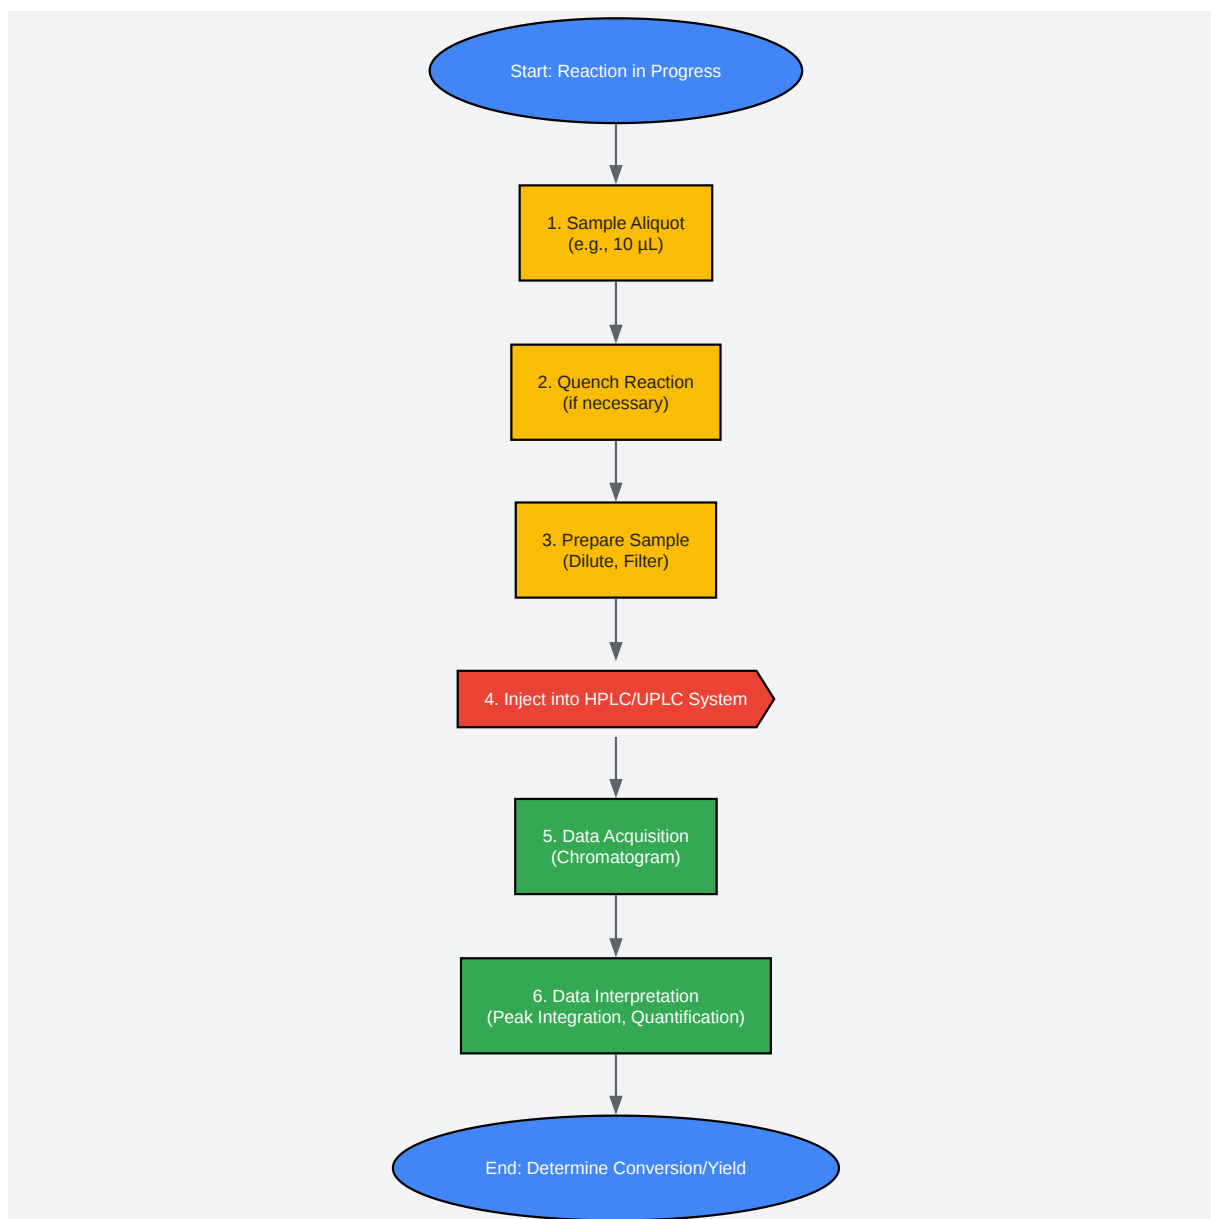 Start: Reaction in Progress
1. Sample Aliquot
(e.g., 10 µL)
2. Quench Reaction
(if necessary)
3. Prepare Sample
(Dilute, Filter)
4. Inject into HPLC/UPLC System
5. Data Acquisition
(Chromatogram)
6. Data Interpretation
(Peak Integration, Quantification)
End: Determine Conversion/Yield